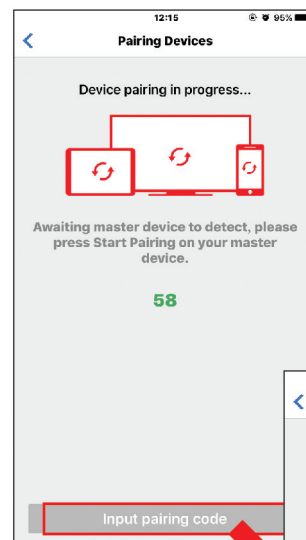 12:15
95%
Pairing Devices
Device pairing in progress...
Awaiting master device to detect, please
press Start Pairing on your master
device.
58
Input pairing code